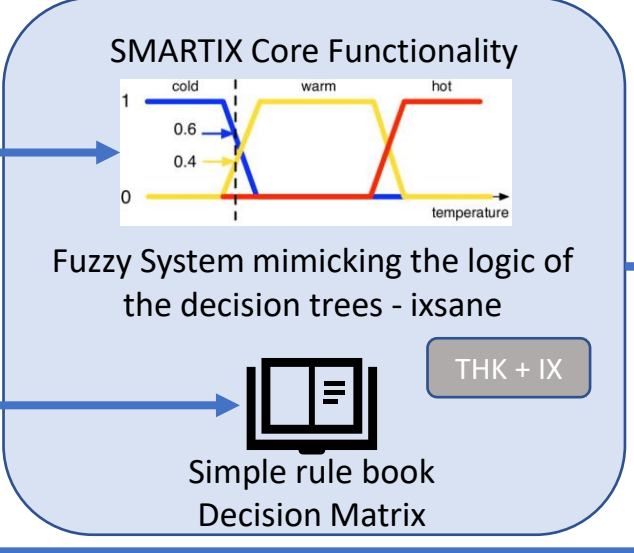 SMARTIX Core Functionality
cold warm hot
1
0.6
0.4
0
temperature
Fuzzy System mimicking the logic of
the decision trees - ixsane
THK + IX
Simple rule book
Decision Matrix